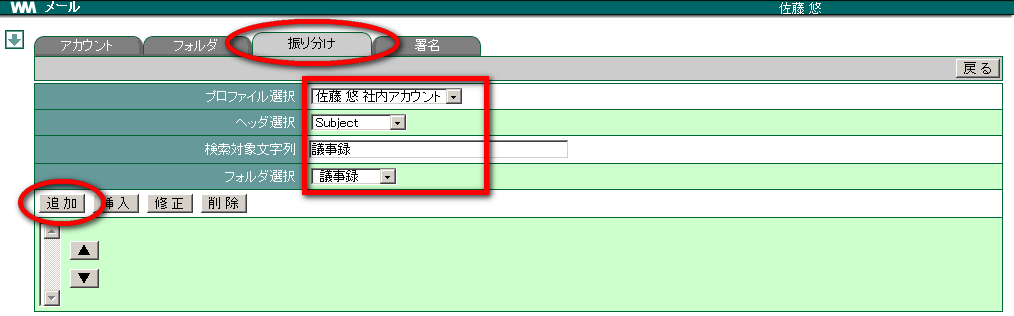 WM メール 佐藤 悠
アカウント フォルダ 振り分け 署名
戻る
プロファイル選択 佐藤 悠 社内アカウント
ヘッダ選択 Subject
検索対象文字列 議事録
フォルダ選択 議事録
追加 挿入 修正 削除
▲
▼